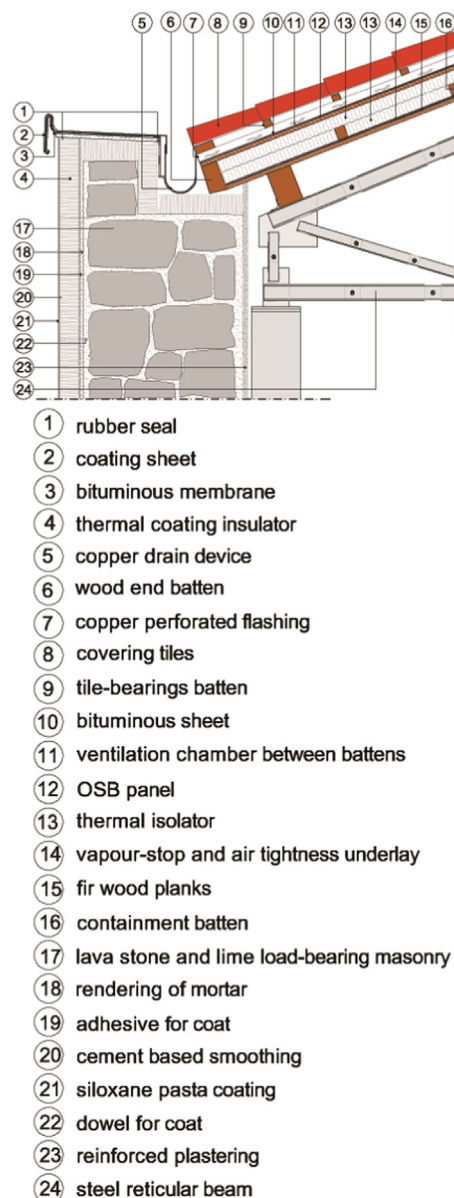 5 6 7 8 9 10 11 12 13 13 14 15 16
1
2
3
4
17
18
19
20
21
22
23
24
1 rubber seal
2 coating sheet
3 bituminous membrane
4 thermal coating insulator
5 copper drain device
6 wood end batten
7 copper perforated flashing
8 covering tiles
9 tile-bearings batten
10 bituminous sheet
11 ventilation chamber between battens
12 OSB panel
13 thermal isolator
14 vapour-stop and air tightness underlay
15 fir wood planks
16 containment batten
17 lava stone and lime load-bearing masonry
18 rendering of mortar
19 adhesive for coat
20 cement based smoothing
21 siloxane pasta coating
22 dowel for coat
23 reinforced plastering
24 steel reticular beam